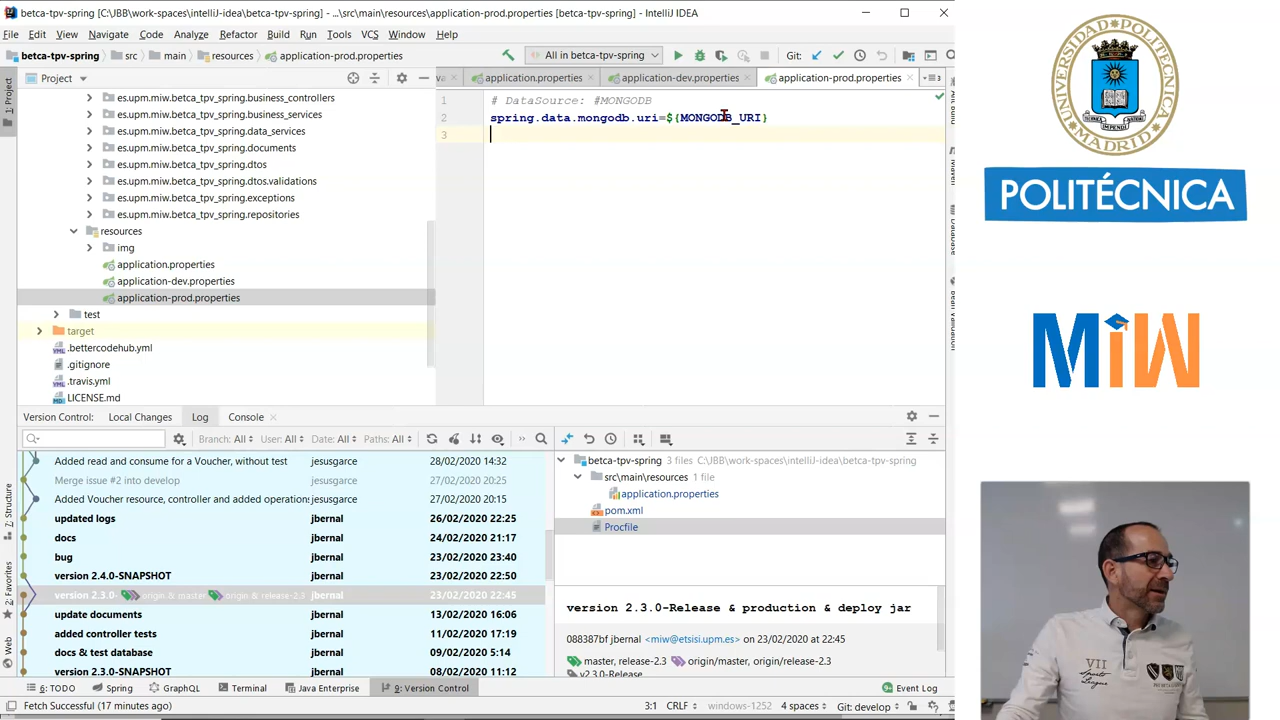 betca-tpv-spring [C:\JBB\work-spaces\intelliJ-idea\betca-tpv-spring] - ...\src\main\resources\application-prod.properties [betca-tpv-spring] - IntelliJ IDEA
File Edit View Navigate Code Analyze Refactor Build Run Tools VCS Window Help
betca-tpv-spring src main resources application-prod.properties
All in betca-tpv-spring
Git:
1: Project
Project
application.properties
application-dev.properties
application-prod.properties
es.upm.miw.betca_tpv_spring.business_controllers
es.upm.miw.betca_tpv_spring.business_services
es.upm.miw.betca_tpv_spring.data_services
es.upm.miw.betca_tpv_spring.documents
es.upm.miw.betca_tpv_spring.dtos
es.upm.miw.betca_tpv_spring.dtos.validations
es.upm.miw.betca_tpv_spring.exceptions
es.upm.miw.betca_tpv_spring.repositories
resources
img
application.properties
application-dev.properties
application-prod.properties
test
target
.bettercodehub.yml
.gitignore
.travis.yml
LICENSE.md
1 # DataSource: #MONGODB
2 spring.data.mongodb.uri=${MONGODB_URI}
3
Version Control: Local Changes Log Console
Branch: All User: All Date: All Paths: All
Added read and consume for a Voucher, without test jesusgarce 28/02/2020 14:32
Merge issue #2 into develop jesusgarce 27/02/2020 20:25
Added Voucher resource, controller and added operations jesusgarce 27/02/2020 20:15
updated logs jbernal 26/02/2020 22:25
docs jbernal 24/02/2020 21:17
bug jbernal 23/02/2020 23:40
version 2.4.0-SNAPSHOT jbernal 23/02/2020 22:50
version 2.3.0- origin & master origin & release-2.3 jbernal 23/02/2020 22:45
update documents jbernal 13/02/2020 16:06
added controller tests jbernal 11/02/2020 17:19
docs & test database jbernal 09/02/2020 5:14
version 2.3.0-SNAPSHOT jbernal 08/02/2020 11:12
betca-tpv-spring 3 files C:\JBB\work-spaces\intelliJ-idea\betca-tpv-spring
src\main\resources 1 file
application.properties
pom.xml
Procfile
version 2.3.0-Release & production & deploy jar
088387bf jbernal <miw@etsisi.upm.es> on 23/02/2020 at 22:45
master, release-2.3 origin/master, origin/release-2.3
v2.3.0-Release
7: Structure
2: Favorites
Web
6: TODO Spring GraphQL Terminal Java Enterprise 9: Version Control Event Log
Fetch Successful (17 minutes ago) 3:1 CRLF windows-1252 4 spaces Git: develop
UNIVERSIDAD POLITÉCNICA DE MADRID
POLITÉCNICA
MiW
VII